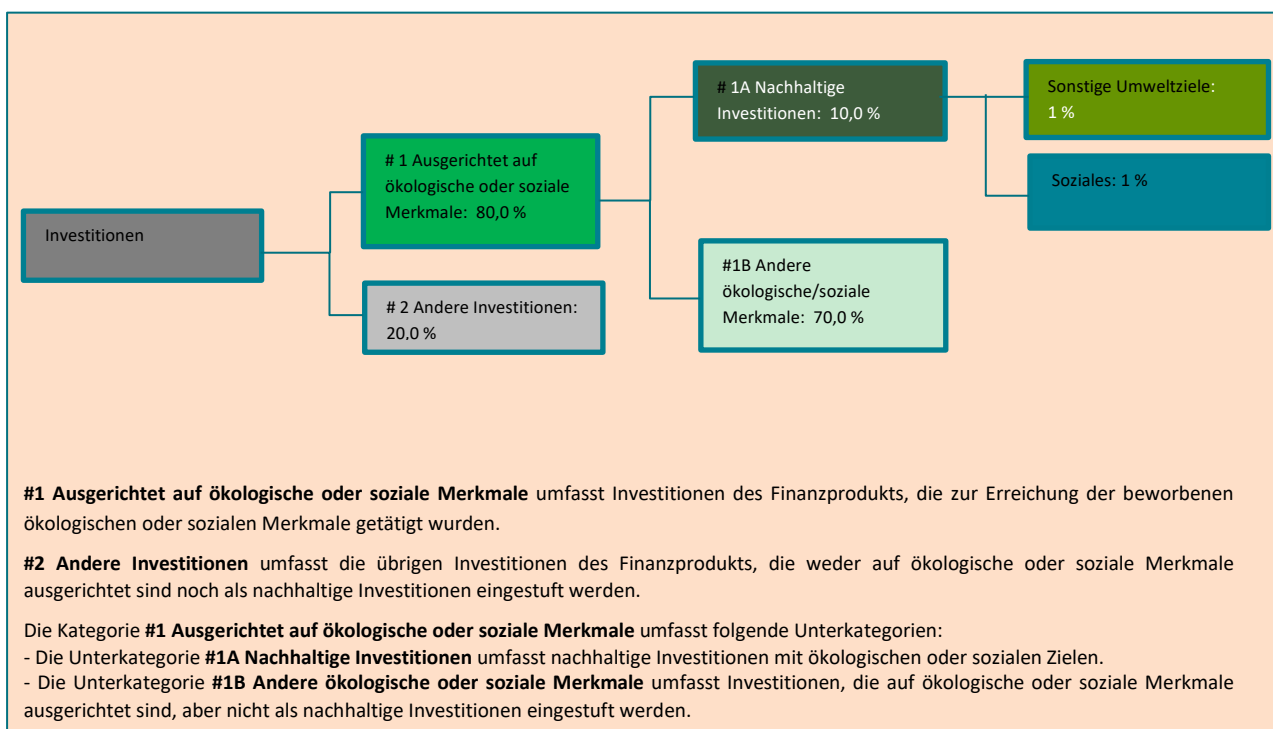 Investitionen
# 1 Ausgerichtet auf
ökologische oder soziale
Merkmale: 80,0 %
# 2 Andere Investitionen:
20,0 %
# 1A Nachhaltige
Investitionen: 10,0 %
#1B Andere
ökologische/soziale
Merkmale: 70,0 %
Sonstige Umweltziele:
1 %
Soziales: 1 %
#1 Ausgerichtet auf ökologische oder soziale Merkmale umfasst Investitionen des Finanzprodukts, die zur Erreichung der beworbenen
ökologischen oder sozialen Merkmale getätigt wurden.
#2 Andere Investitionen umfasst die übrigen Investitionen des Finanzprodukts, die weder auf ökologische oder soziale Merkmale
ausgerichtet sind noch als nachhaltige Investitionen eingestuft werden.
Die Kategorie #1 Ausgerichtet auf ökologische oder soziale Merkmale umfasst folgende Unterkategorien:
- Die Unterkategorie #1A Nachhaltige Investitionen umfasst nachhaltige Investitionen mit ökologischen oder sozialen Zielen.
- Die Unterkategorie #1B Andere ökologische oder soziale Merkmale umfasst Investitionen, die auf ökologische oder soziale Merkmale
ausgerichtet sind, aber nicht als nachhaltige Investitionen eingestuft werden.